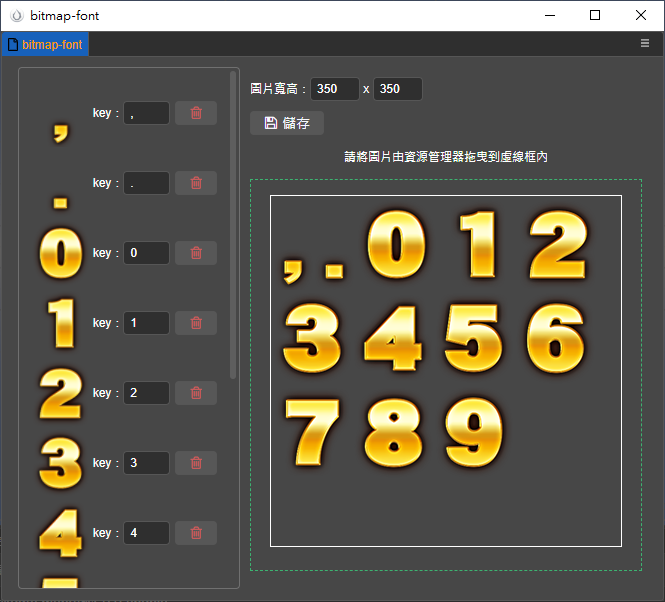 bitmap-font
bitmap-font
key : ,
key : .
0 key : 0
1 key : 1
2 key : 2
3 key : 3
4 key : 4
圖片寬高 : 350 x 350
儲存
請將圖片由資源管理器拖曳到虛線框內
, . 0 1 2
3 4 5 6
7 8 9